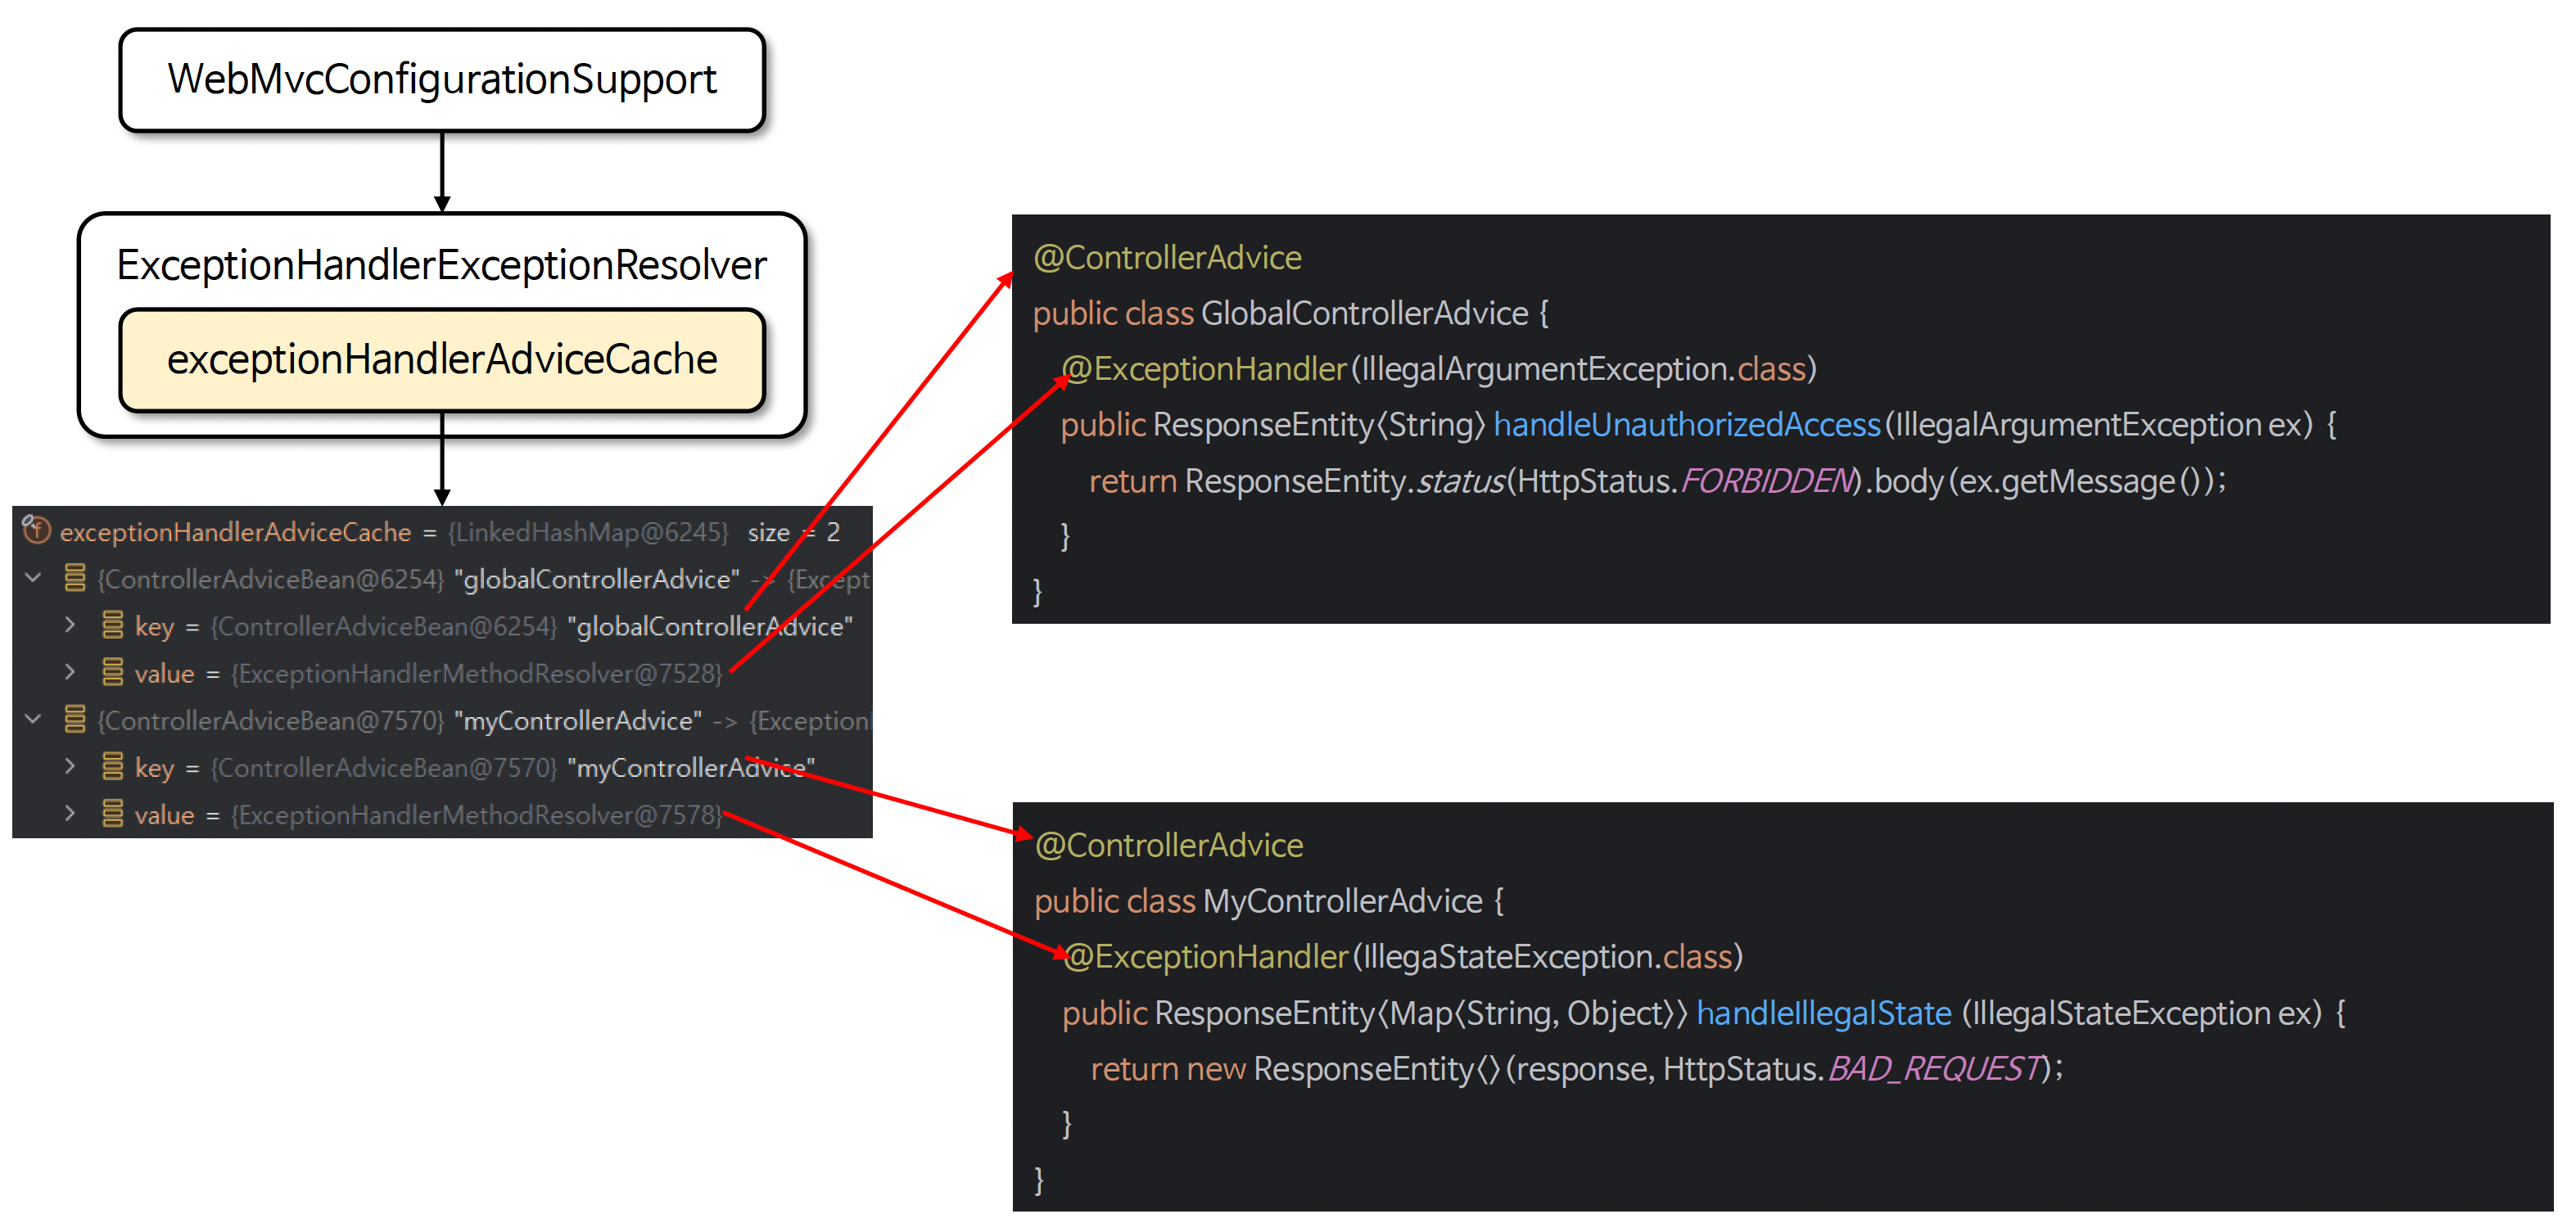 WebMvcConfigurationSupport
ExceptionHandlerExceptionResolver
exceptionHandlerAdviceCache
exceptionHandlerAdviceCache = {LinkedHashMap@6245} size = 2
{ControllerAdviceBean@6254} "globalControllerAdvice" -> {Except
key = {ControllerAdviceBean@6254} "globalControllerAdvice"
value = {ExceptionHandlerMethodResolver@7528}
{ControllerAdviceBean@7570} "myControllerAdvice" -> {Exception
key = {ControllerAdviceBean@7570} "myControllerAdvice"
value = {ExceptionHandlerMethodResolver@7578}
@ControllerAdvice
public class GlobalControllerAdvice {
@ExceptionHandler(IllegalArgumentException.class)
public ResponseEntity<String> handleUnauthorizedAccess(IllegalArgumentException ex) {
return ResponseEntity.status(HttpStatus.FORBIDDEN).body(ex.getMessage());
}
}
@ControllerAdvice
public class MyControllerAdvice {
@ExceptionHandler(IllegaStateException.class)
public ResponseEntity<Map<String, Object>> handleIllegalState (IllegalStateException ex) {
return new ResponseEntity<>(response, HttpStatus.BAD_REQUEST);
}
}